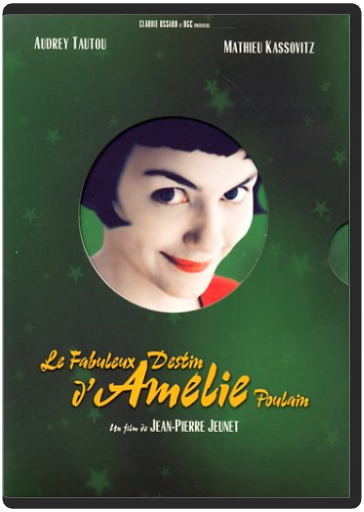 CLAUDIE OSSARD et UGC présentent
AUDREY TAUTOU
MATHIEU KASSOVITZ
Le Fabuleux Destin
d'Amélie Poulain
Un film de JEAN-PIERRE JEUNET